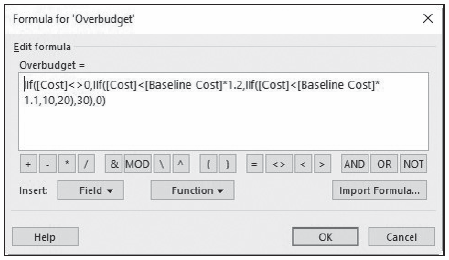 Formula for 'Overbudget'
Edit formula
Overbudget =
IIf([Cost]<>0,IIf([Cost]<[Baseline Cost]*1.2,IIf([Cost]<[Baseline Cost]*
1.1,10,20),30),0)
+ - * / & MOD \ ^ ( ) = <> < > AND OR NOT
Insert: Field Function Import Formula...
Help OK Cancel